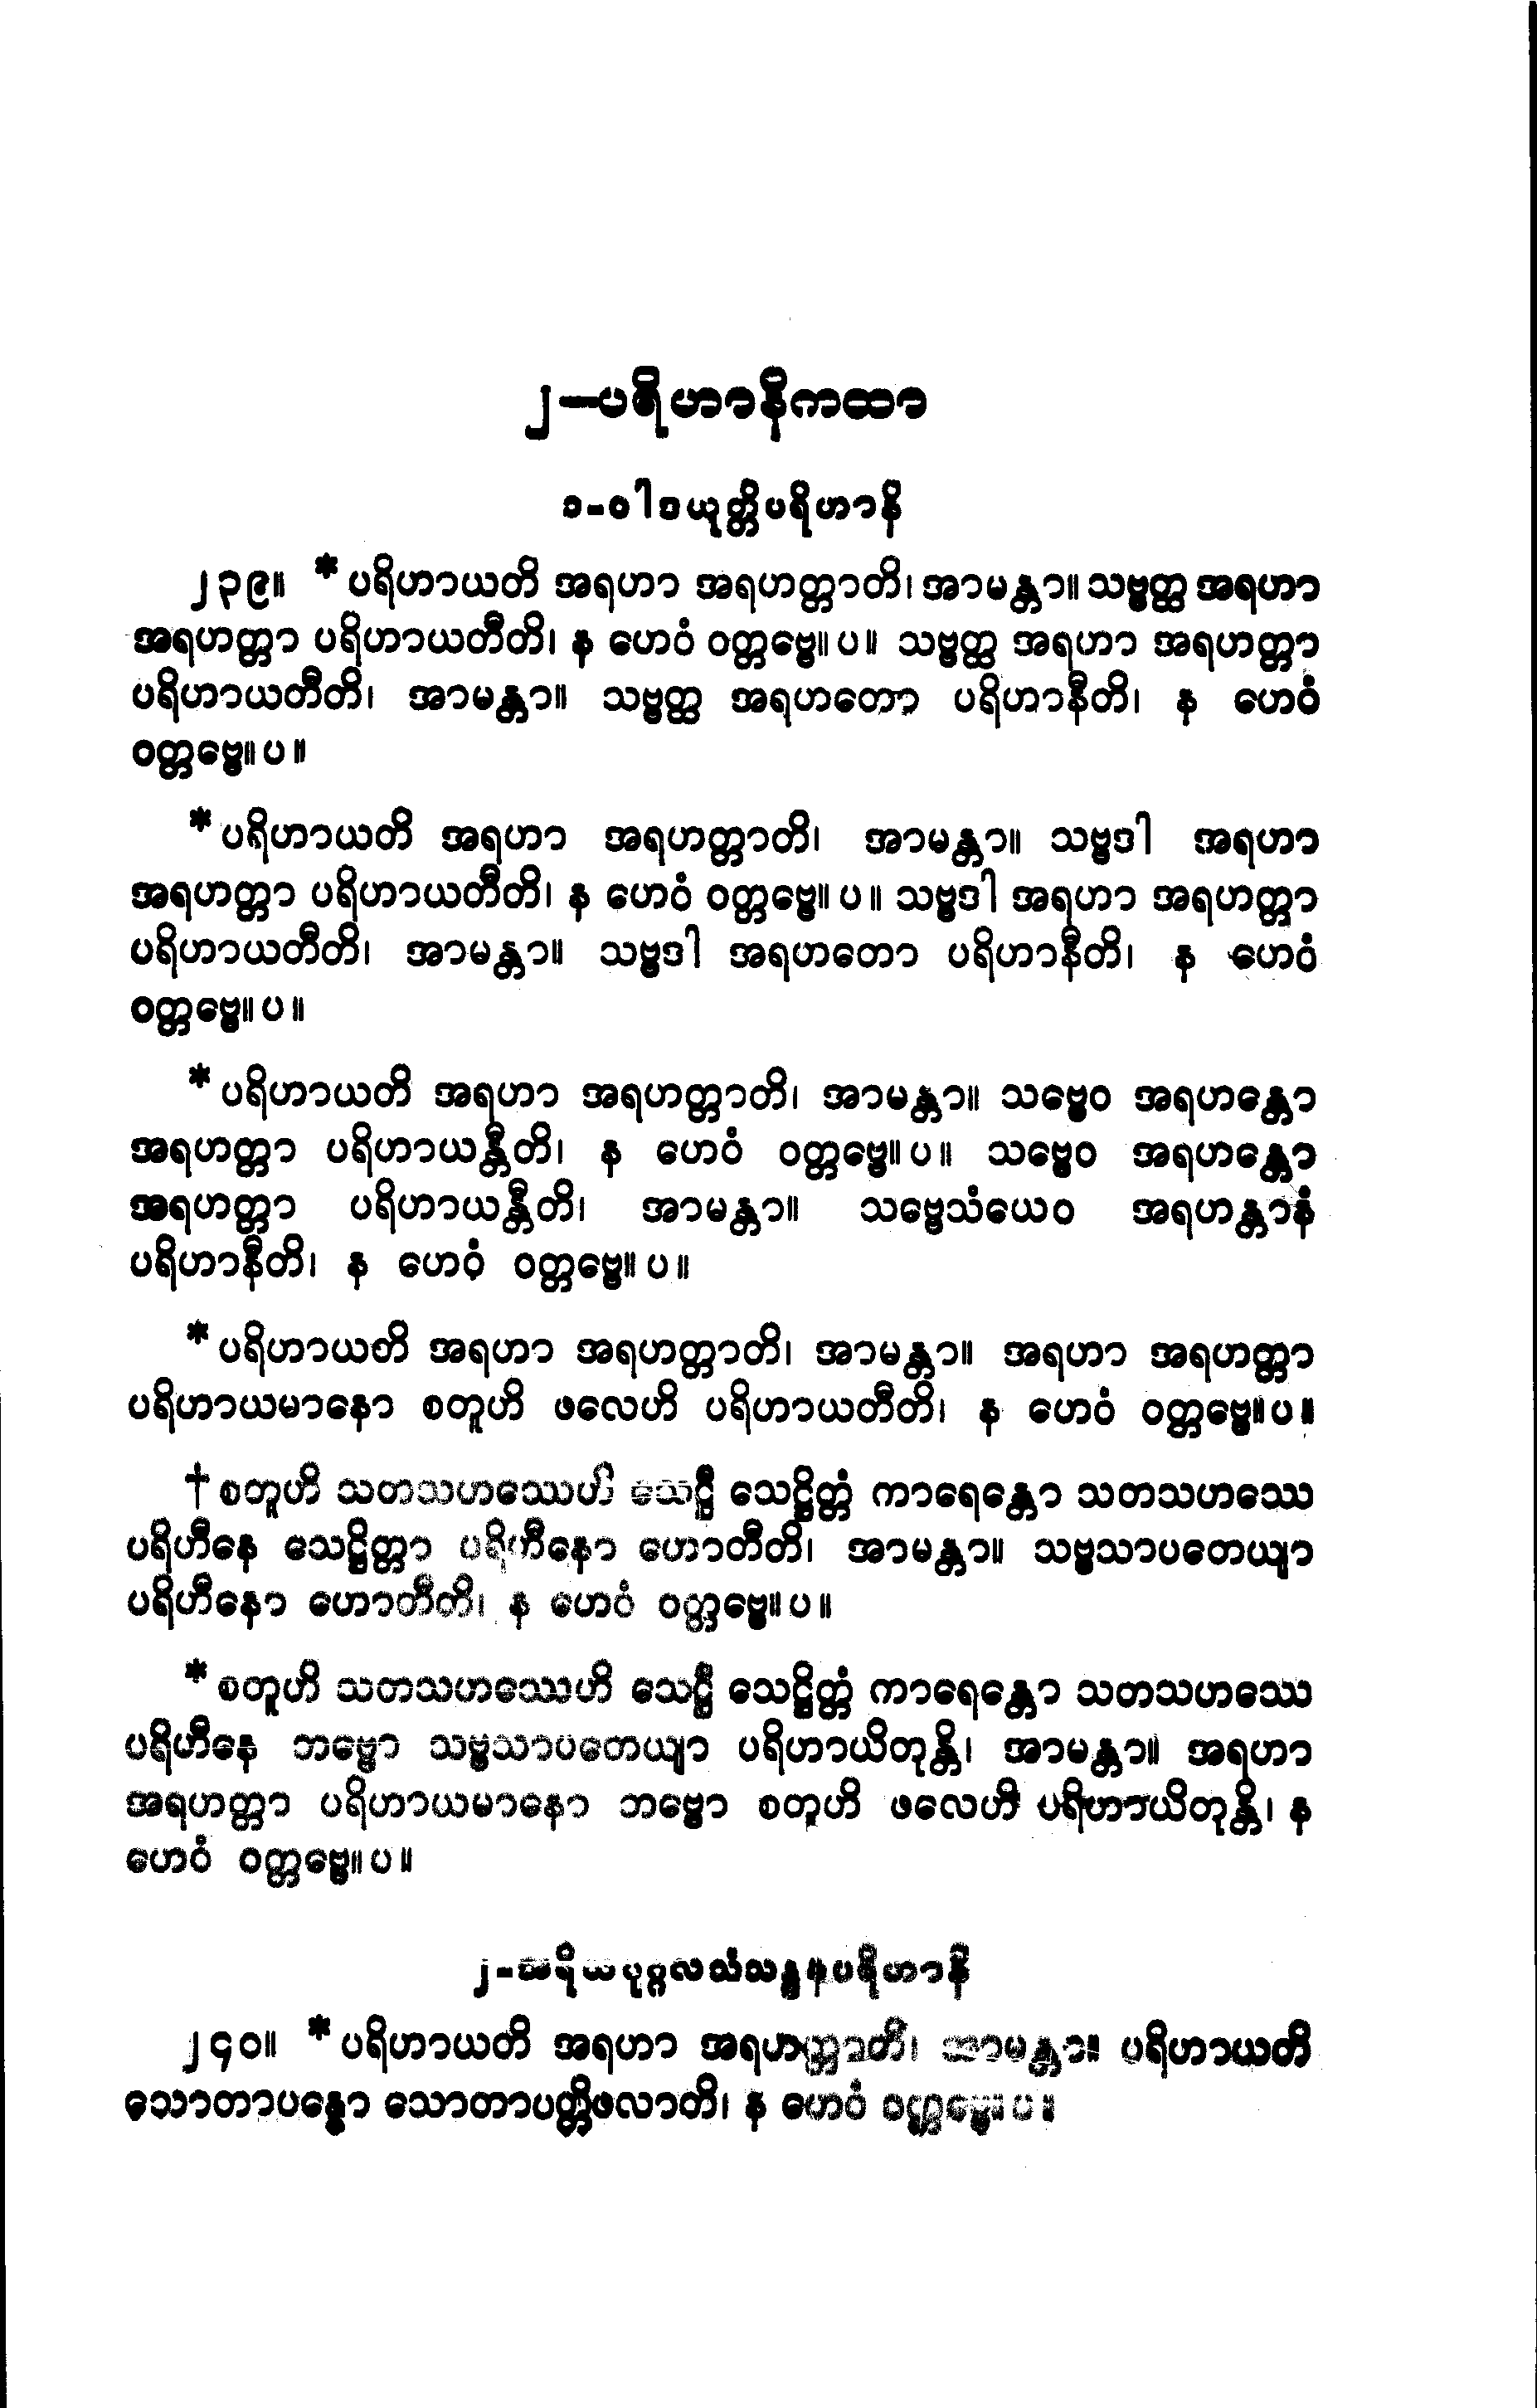 ၂—ပရိဟာနိကထာ
၁-ဝါဒယုတ္တိပရိဟာနိ
၂၃၉။ * ပရိဟာယတိ အရဟာ အရဟတ္တာတိ၊ အာမန္တာ။ သဗ္ဗတ္ထ အရဟာ
အရဟတ္တာ ပရိဟာယတီတိ၊ န ဟေဝံ ဝတ္တဗ္ဗေ။ ပ။ သဗ္ဗတ္ထ အရဟာ အရဟတ္တာ
ပရိဟာယတီတိ၊ အာမန္တာ။ သဗ္ဗတ္ထ အရဟတော ပရိဟာနီတိ၊ န ဟေဝံ
ဝတ္တဗ္ဗေ။ ပ။
* ပရိဟာယတိ အရဟာ အရဟတ္တာတိ၊ အာမန္တာ။ သဗ္ဗဒါ အရဟာ
အရဟတ္တာ ပရိဟာယတီတိ၊ န ဟေဝံ ဝတ္တဗ္ဗေ။ ပ။ သဗ္ဗဒါ အရဟာ အရဟတ္တာ
ပရိဟာယတီတိ၊ အာမန္တာ။ သဗ္ဗဒါ အရဟတော ပရိဟာနီတိ၊ န ဟေဝံ
ဝတ္တဗ္ဗေ။ ပ။
* ပရိဟာယတိ အရဟာ အရဟတ္တာတိ၊ အာမန္တာ။ သဗ္ဗေဝ အရဟန္တော
အရဟတ္တာ ပရိဟာယန္တီတိ၊ န ဟေဝံ ဝတ္တဗ္ဗေ။ ပ။ သဗ္ဗေဝ အရဟန္တော
အရဟတ္တာ ပရိဟာယန္တီတိ၊ အာမန္တာ။ သဗ္ဗေသံယေဝ အရဟန္တာနံ
ပရိဟာနီတိ၊ န ဟေဝံ ဝတ္တဗ္ဗေ။ ပ။
* ပရိဟာယတိ အရဟာ အရဟတ္တာတိ၊ အာမန္တာ။ အရဟာ အရဟတ္တာ
ပရိဟာယမာနော စတူဟိ ဖလေဟိ ပရိဟာယတီတိ၊ န ဟေဝံ ဝတ္တဗ္ဗေ။ ပ။
† စတူဟိ သတသဟဿေဟိ သေဋ္ဌီ သေဋ္ဌိတ္တံ ကာရေန္တော သတသဟဿေ
ပရိဟီနေ သေဋ္ဌိတ္တာ ပရိဟီနော ဟောတီတိ၊ အာမန္တာ။ သဗ္ဗသာပတေယျာ
ပရိဟီနော ဟောတီတိ၊ န ဟေဝံ ဝတ္တဗ္ဗေ။ ပ။
* စတူဟိ သတသဟဿေဟိ သေဋ္ဌီ သေဋ္ဌိတ္တံ ကာရေန္တော သတသဟဿေ
ပရိဟီနေ ဘဗ္ဗော သဗ္ဗသာပတေယျာ ပရိဟာယိတုန္တိ၊ အာမန္တာ။ အရဟာ
အရဟတ္တာ ပရိဟာယမာနော ဘဗ္ဗော စတူဟိ ဖလေဟိ ပရိဟာယိတုန္တိ၊ န
ဟေဝံ ဝတ္တဗ္ဗေ။ ပ။
၂-အရိယပုဂ္ဂလသံသန္ဒနပရိဟာနိ
၂၄၀။ * ပရိဟာယတိ အရဟာ အရဟတ္တာတိ၊ အာမန္တာ။ ပရိဟာယတိ
သောတာပန္နော သောတာပတ္တိဖလာတိ၊ န ဟေဝံ ဝတ္တဗ္ဗေ။ ပ။